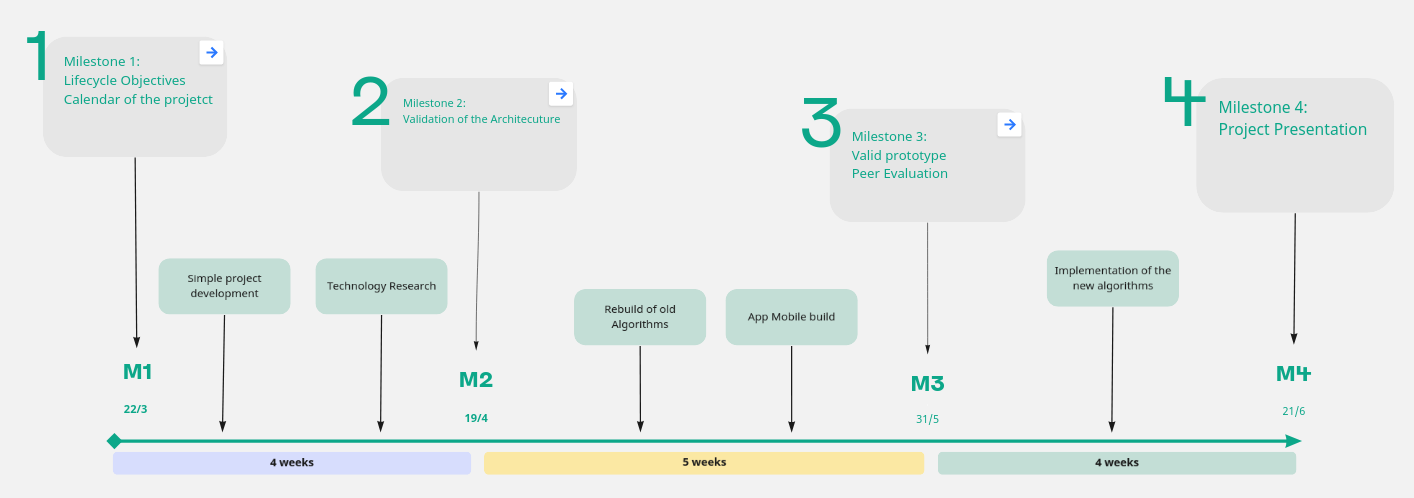 1
Milestone 1:
Lifecycle Objectives
Calendar of the projetct
2
Milestone 2:
Validation of the Architecuture
3
Milestone 3:
Valid prototype
Peer Evaluation
4
Milestone 4:
Project Presentation
Simple project
development
Technology Research
Rebuild of old
Algorithms
App Mobile build
Implementation of the
new algorithms
M1
22/3
M2
19/4
M3
31/5
M4
21/6
4 weeks
5 weeks
4 weeks